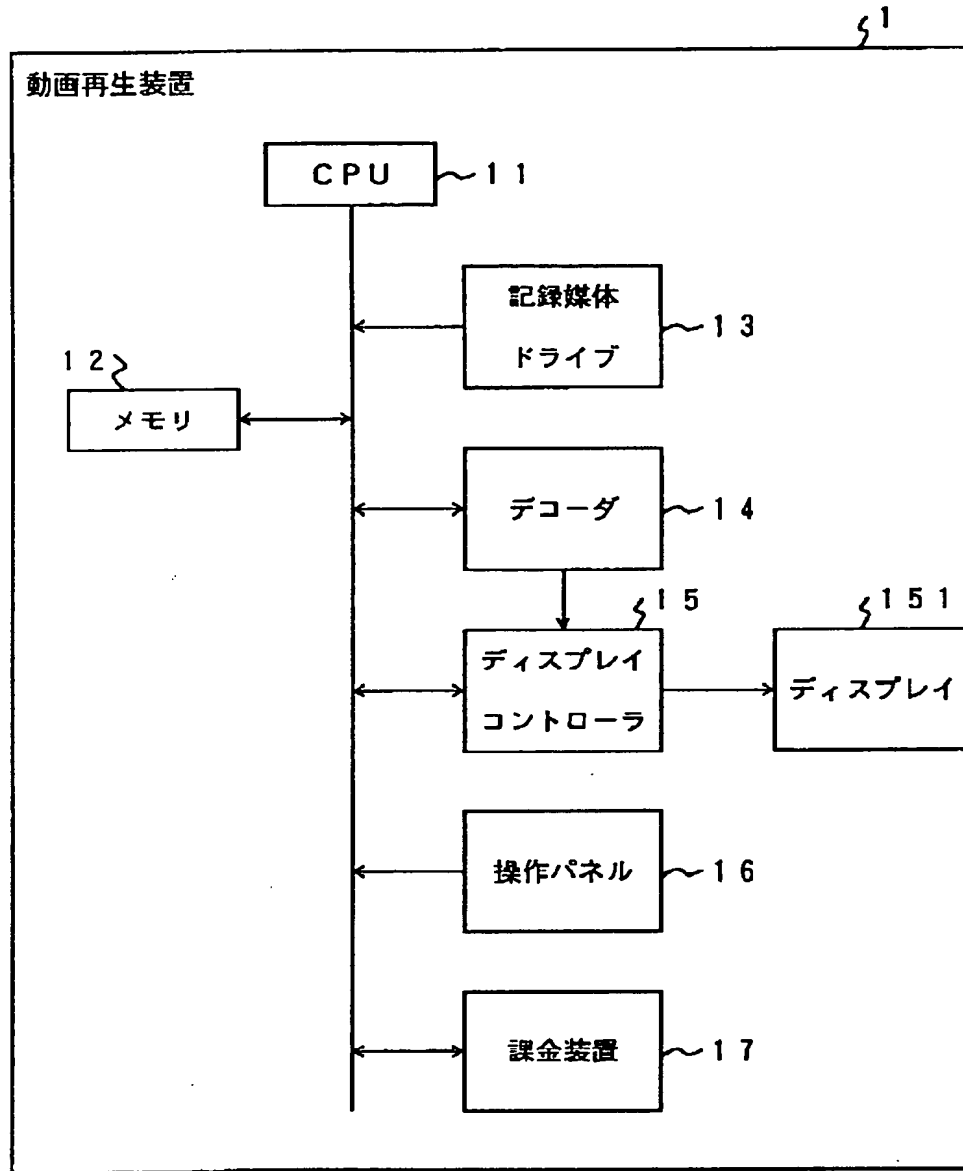 1
動画再生装置
CPU
11
記録媒体
ドライブ
13
12
メモリ
デコーダ
14
15
151
ディスプレイ
コントローラ
ディスプレイ
操作パネル
16
課金装置
17